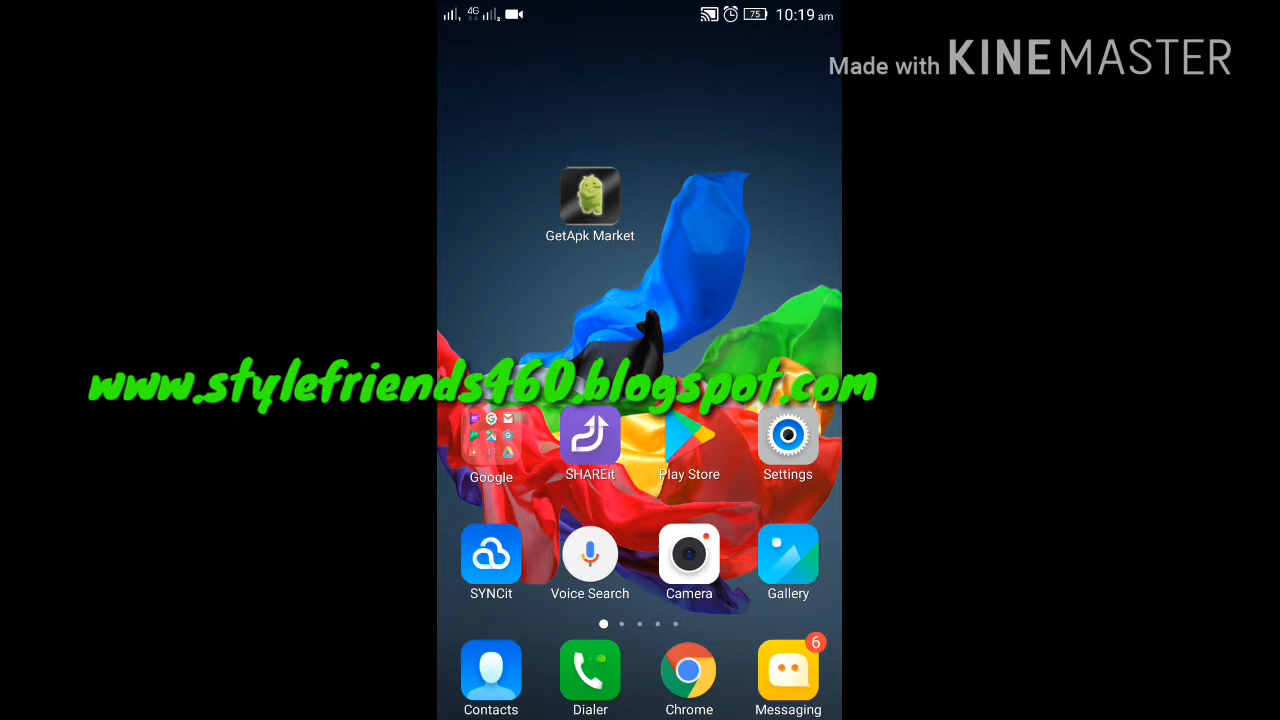 4G
75
10:19 am
Made with KINEMASTER
GetApk Market
www.stylefriends460.blogspot.com
Google
SHAREit
Play Store
Settings
SYNCit
Voice Search
Camera
Gallery
6
Contacts
Dialer
Chrome
Messaging